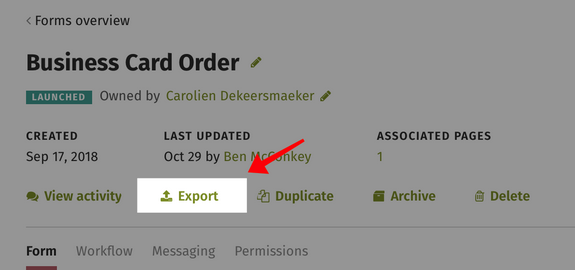 Forms overview
Business Card Order
LAUNCHED Owned by Carolien Dekeersmaeker
CREATED LAST UPDATED ASSOCIATED PAGES
Sep 17, 2018 Oct 29 by Ben McConkey 1
View activity Export Duplicate Archive Delete
Form Workflow Messaging Permissions